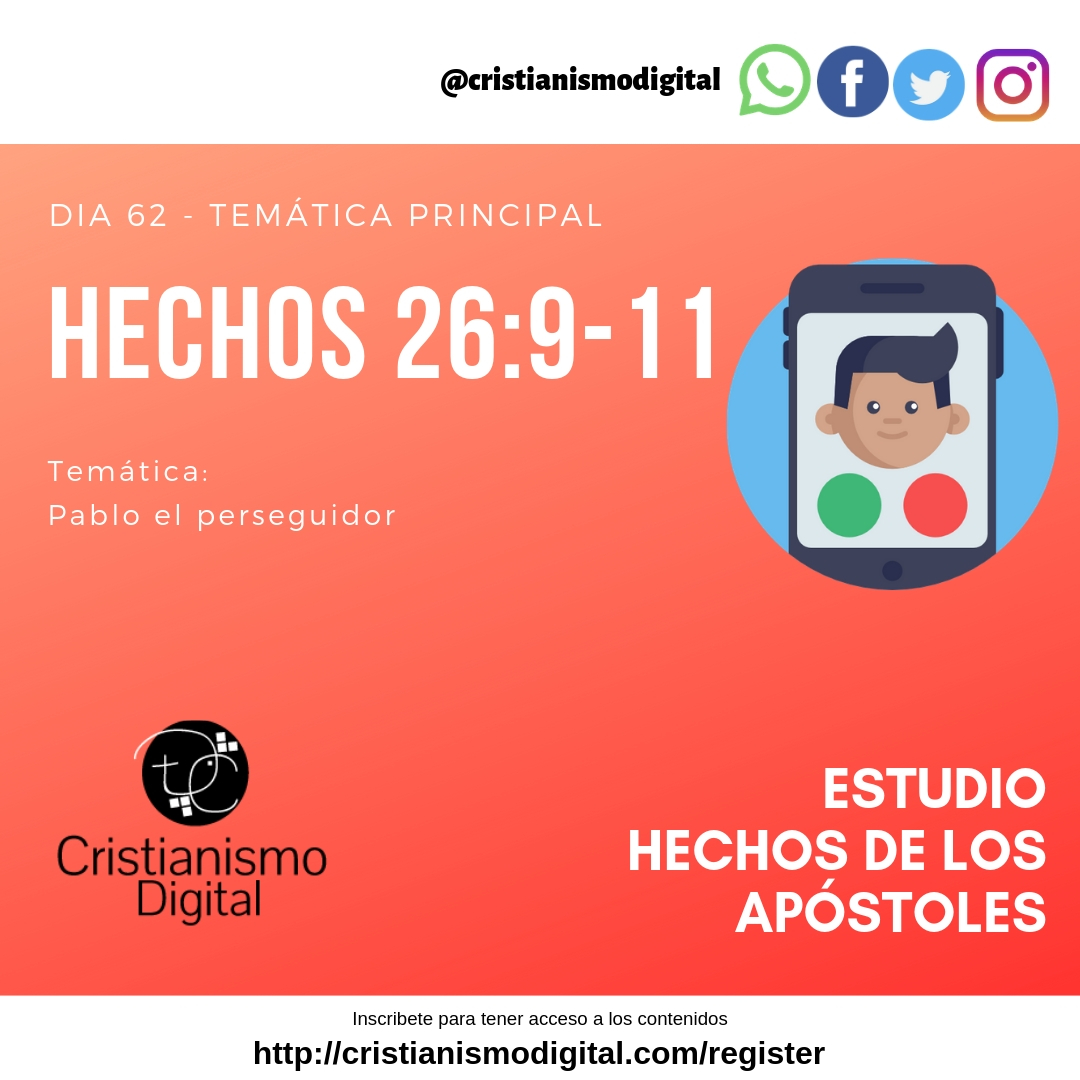 @cristianismodigital
DIA 62 - TEMÁTICA PRINCIPAL
HECHOS 26:9-11
Temática:
Pablo el perseguidor
Cristianismo
Digital
ESTUDIO
HECHOS DE LOS
APÓSTOLES
Inscribete para tener acceso a los contenidos
http://cristianismodigital.com/register